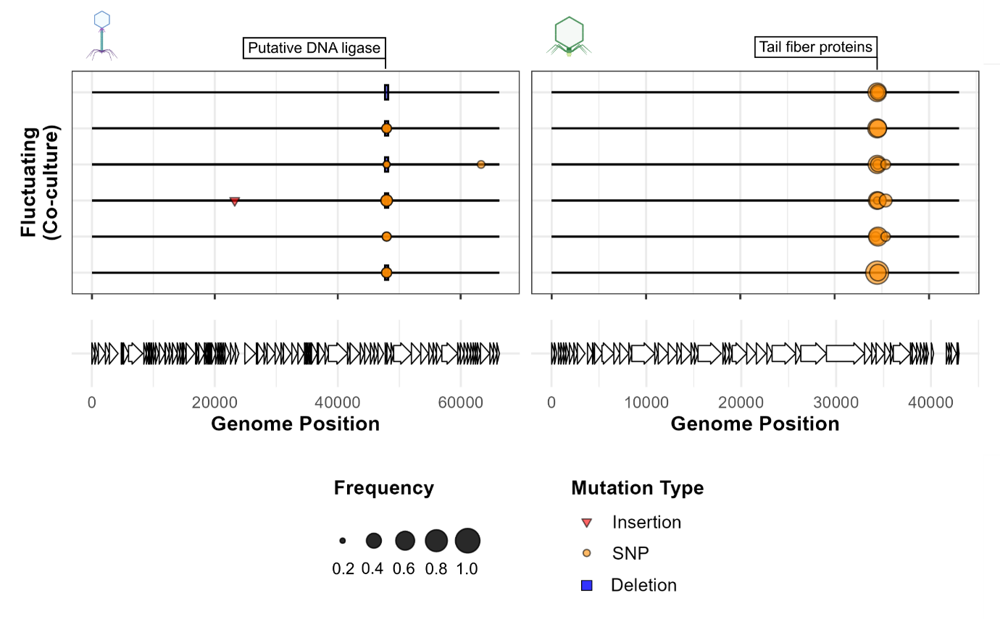 Putative DNA ligase
Tail fiber proteins
Fluctuating
(Co-culture)
0 20000 40000 60000
Genome Position
0 10000 20000 30000 40000
Genome Position
Frequency
0.2 0.4 0.6 0.8 1.0
Mutation Type
Insertion
SNP
Deletion